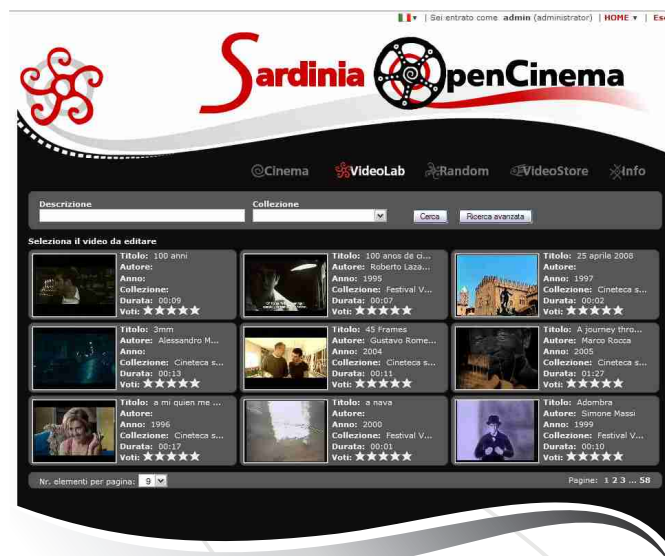 | Sei entrato come admin (administrator) | HOME | Es
Sardinia OpenCinema
Cinema VideoLab Random VideoStore Info
Descrizione Collezione
Cerca Ricerca avanzata
Seleziona il video da editare
Titolo: 100 anni
Autore:
Anno:
Collezione:
Durata: 00:09
Voti:
Titolo: 100 anos de ci...
Autore: Roberto Laza...
Anno: 1995
Collezione: Festival V...
Durata: 00:07
Voti:
Titolo: 25 aprile 2008
Autore:
Anno: 1997
Collezione: Cineteca s...
Durata: 00:02
Voti:
Titolo: 3mm
Autore: Alessandro M...
Anno:
Collezione: Cineteca s...
Durata: 00:13
Voti:
Titolo: 45 Frames
Autore: Gustavo Rome...
Anno: 2004
Collezione: Cineteca s...
Durata: 00:11
Voti:
Titolo: A journey thro...
Autore: Marco Rocca
Anno: 2005
Collezione: Cineteca s...
Durata: 01:27
Voti:
Titolo: a mi quien me ...
Autore:
Anno: 1996
Collezione: Cineteca s...
Durata: 00:17
Voti:
Titolo: a nava
Autore:
Anno: 2000
Collezione: Festival V...
Durata: 00:01
Voti:
Titolo: Adombra
Autore: Simone Massi
Anno: 1999
Collezione: Festival V...
Durata: 00:10
Voti:
Nr. elementi per pagina: 9 Pagine: 1 2 3 ... 58